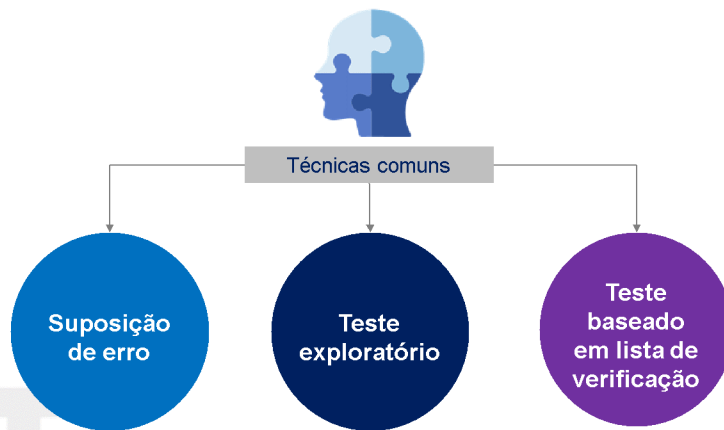 Técnicas comuns
Suposição
de erro
Teste
exploratório
Teste
baseado
em lista de
verificação